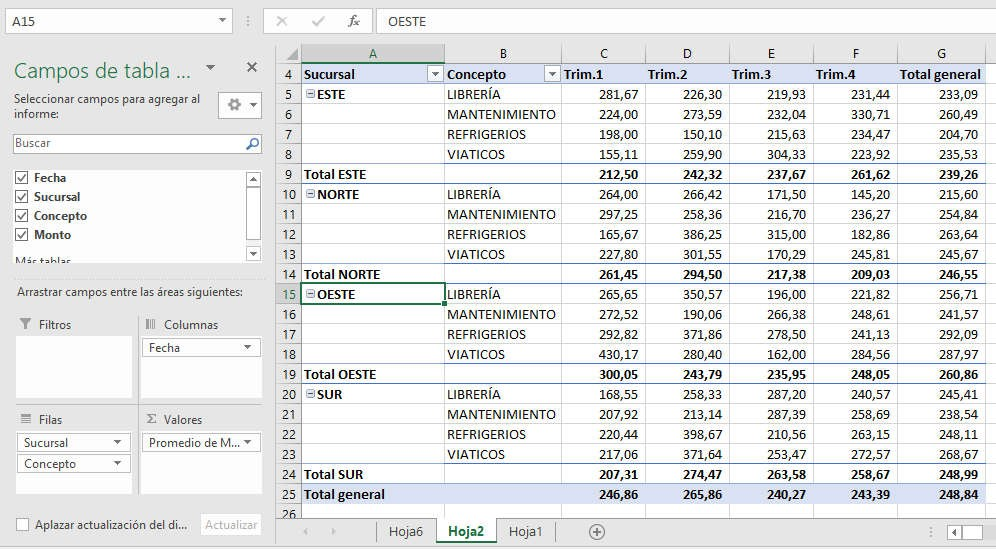 A15
fx
OESTE
Campos de tabla ...
Seleccionar campos para agregar al
informe:
Buscar
Fecha
Sucursal
Concepto
Monto
Más tablas
Arrastrar campos entre las áreas siguientes:
Filtros
Columnas
Fecha
Filas
Sucursal
Concepto
Σ Valores
Promedio de M...
Aplazar actualización del di...
Actualizar
A B C D E F G
4 Sucursal Concepto Trim.1 Trim.2 Trim.3 Trim.4 Total general
5 ESTE LIBRERÍA 281,67 226,30 219,93 231,44 233,09
6 MANTENIMIENTO 224,00 273,59 232,04 330,71 260,49
7 REFRIGERIOS 198,00 150,10 215,63 234,47 204,70
8 VIATICOS 155,11 259,90 304,33 223,92 235,53
9 Total ESTE 212,50 242,32 237,67 261,62 239,26
10 NORTE LIBRERÍA 264,00 266,42 171,50 145,20 215,60
11 MANTENIMIENTO 297,25 258,36 216,70 236,27 254,84
12 REFRIGERIOS 165,67 386,25 315,00 182,86 263,64
13 VIATICOS 227,80 301,55 170,29 245,81 245,67
14 Total NORTE 261,45 294,50 217,38 209,03 246,55
15 OESTE LIBRERÍA 265,65 350,57 196,00 221,82 256,71
16 MANTENIMIENTO 272,52 190,06 266,38 248,61 241,57
17 REFRIGERIOS 292,82 371,86 278,50 241,13 292,09
18 VIATICOS 430,17 280,40 162,00 284,56 287,97
19 Total OESTE 300,05 243,79 235,95 248,05 260,86
20 SUR LIBRERÍA 168,55 258,33 287,20 240,57 245,41
21 MANTENIMIENTO 207,92 213,14 287,39 258,69 238,54
22 REFRIGERIOS 220,44 398,67 210,56 263,15 248,11
23 VIATICOS 217,06 371,64 253,47 272,57 268,67
24 Total SUR 207,31 274,47 263,58 258,67 248,99
25 Total general 246,86 265,86 240,27 243,39 248,84
26
Hoja6 Hoja2 Hoja1